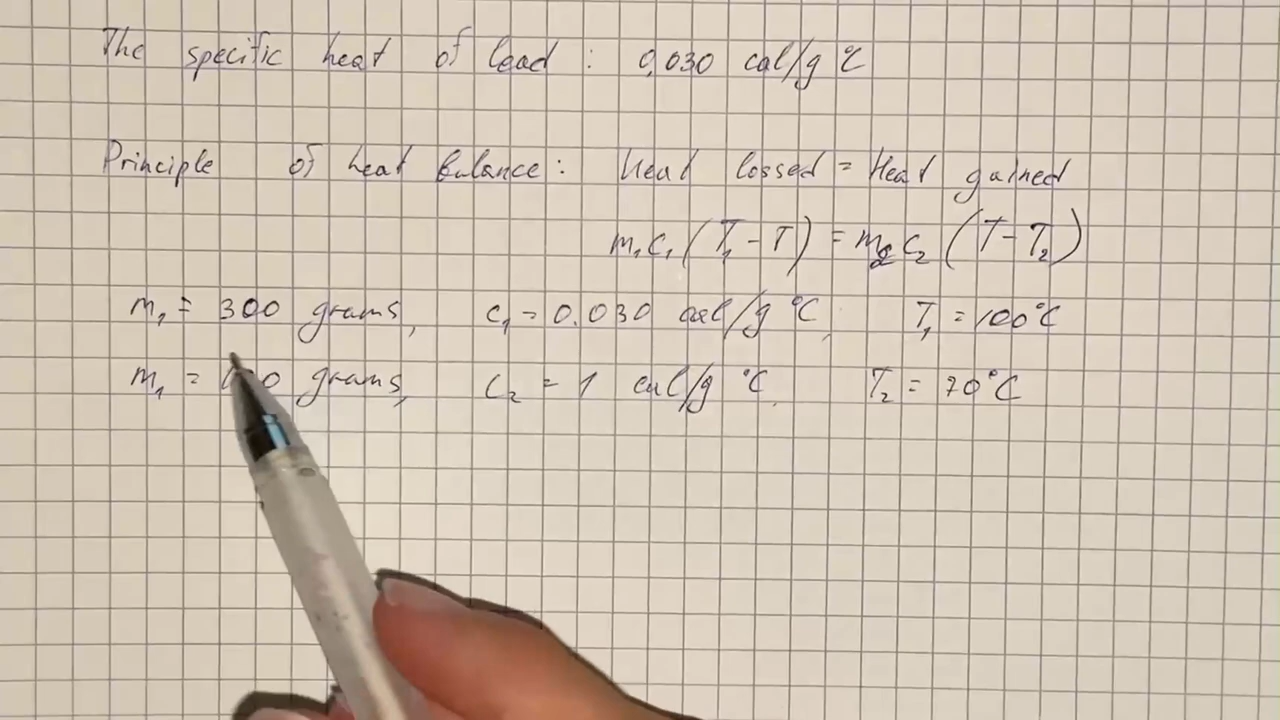 The specific heat of lead : 0,030 cal/g °C
Principle of heat balance : Heat lossed = Heat gained
m₁c₁(T₁ - T) = m₂c₂(T - T₂)
m₁ = 300 grams, c₁ = 0.030 cal/g °C, T₁ = 100°C
m₁ = grams, c₂ = 1 cal/g °C, T₂ = 70°C